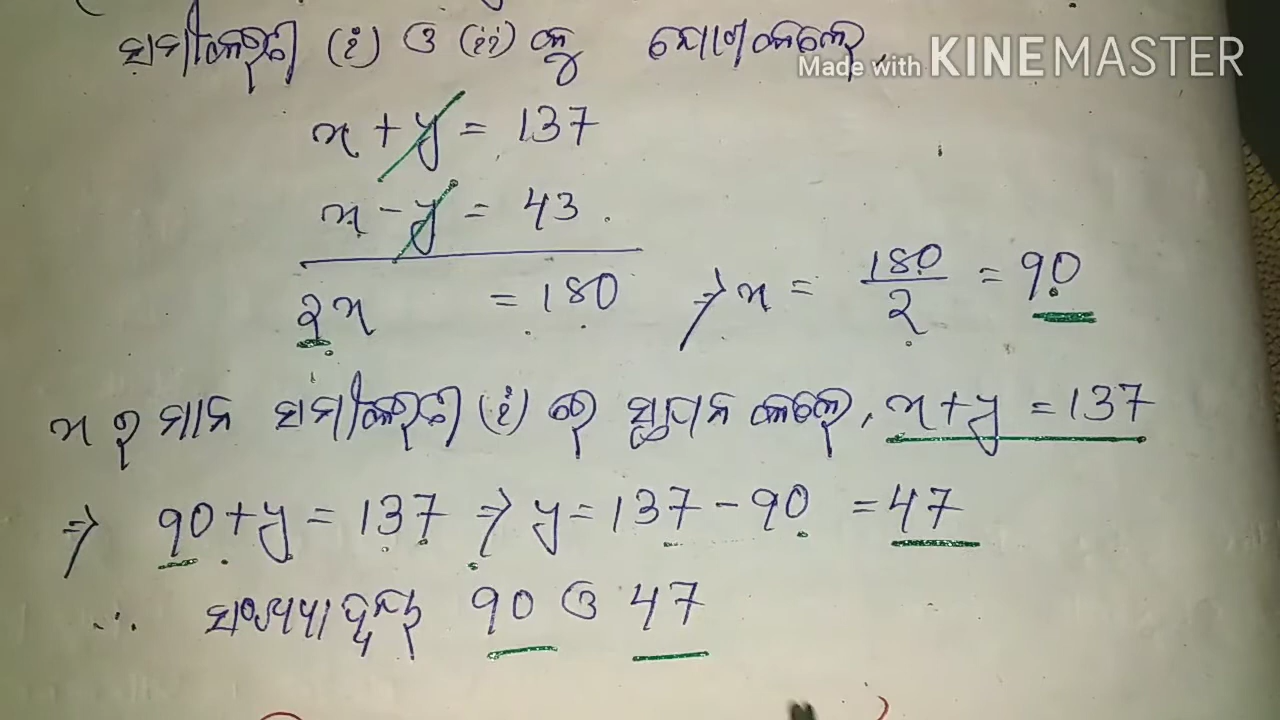 ସମୀକରଣ (i) ଓ (ii) କୁ ଯୋଗକଲେ,
Made with KINEMASTER
x + y = 137
x - y = 43
2x = 180 ⇒ x = 180/2 = 90
x ର ମାନ ସମୀକରଣ (i) ରେ ସ୍ଥାପନ କଲେ, x + y = 137
⇒ 90 + y = 137 ⇒ y = 137 - 90 = 47
∴ ସଂଖ୍ୟାଦ୍ୱୟ 90 ଓ 47